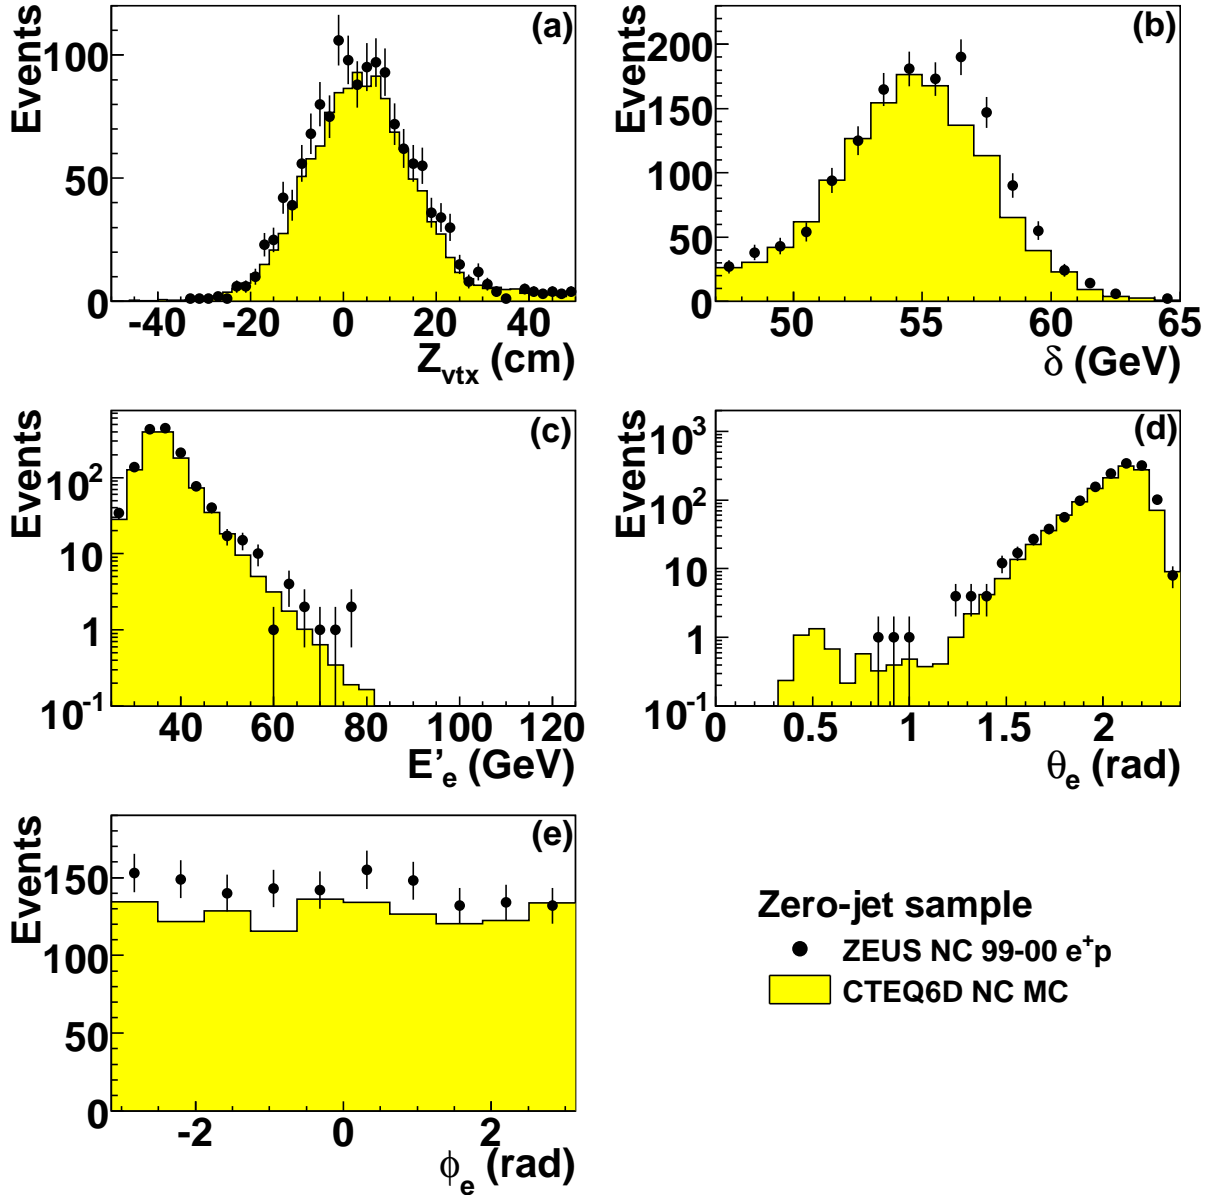 (a)
Events
100
50
0
-40 -20 0 20 40
Z_vtx (cm)
(b)
Events
200
150
100
50
0
50 55 60 65
δ (GeV)
(c)
Events
10^2
10
1
10^-1
40 60 80 100 120
E'_e (GeV)
(d)
Events
10^3
10^2
10
1
10^-1
0 0.5 1 1.5 2
θ_e (rad)
(e)
Events
150
100
50
0
-2 0 2
ϕ_e (rad)
Zero-jet sample
ZEUS NC 99-00 e^+p
CTEQ6D NC MC